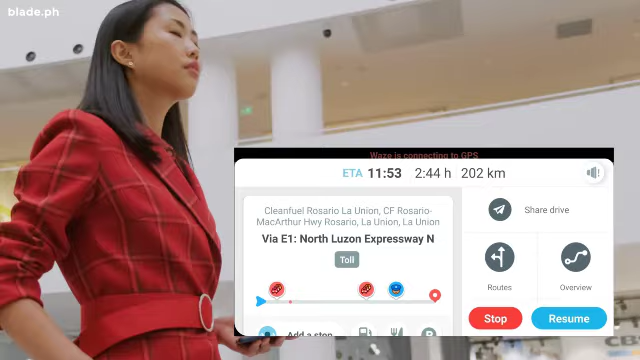 blade.ph
Waze is connecting to GPS
ETA 11:53 2:44 h 202 km
Cleanfuel Rosario La Union, CF Rosario-
MacArthur Hwy Rosario, La Union, La Union
Via E1: North Luzon Expressway N
Toll
Add a stop
P
Share drive
Routes
Overview
Stop
Resume